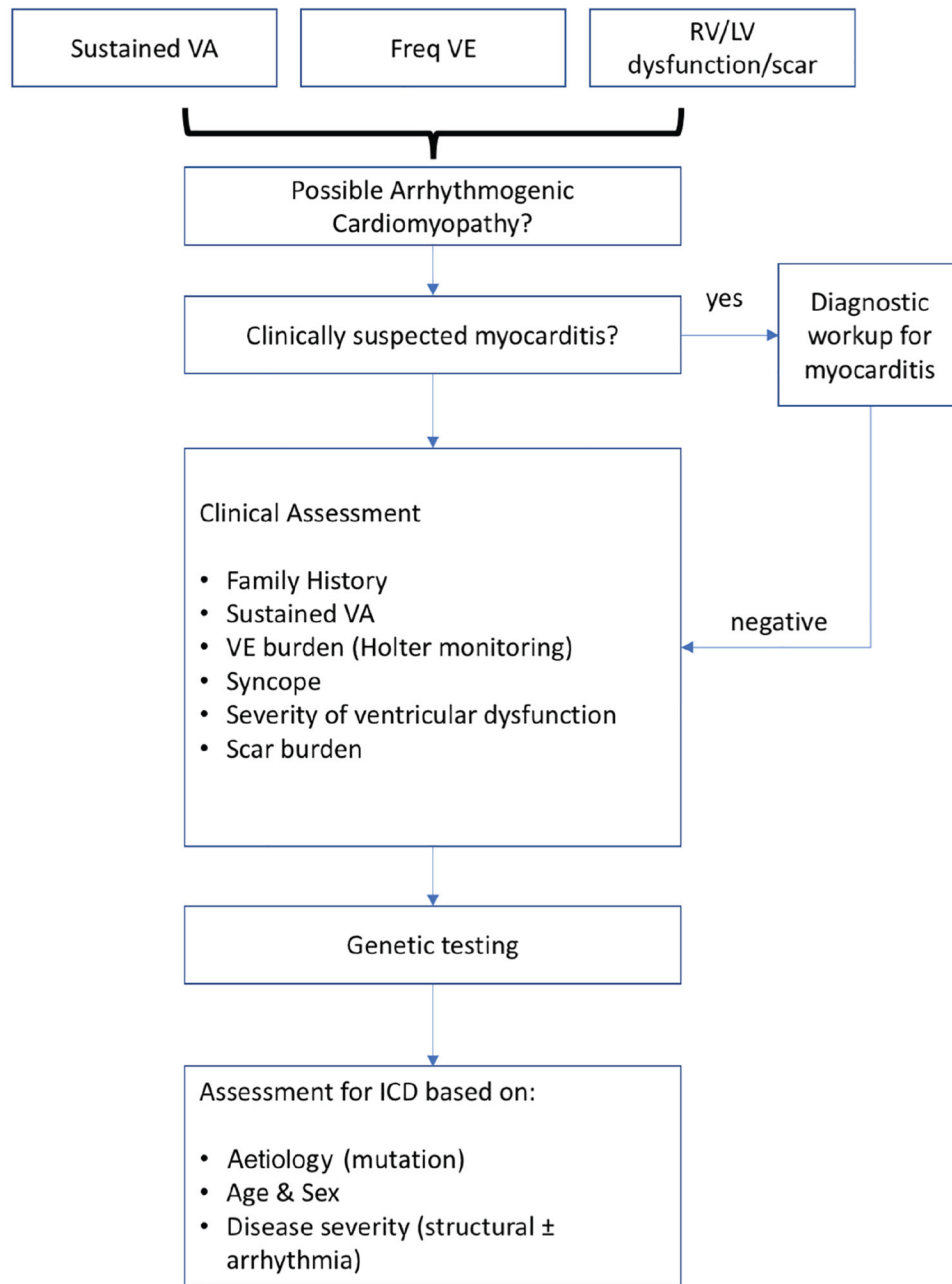 Sustained VA
Freq VE
RV/LV
dysfunction/scar
Possible Arrhythmogenic
Cardiomyopathy?
Clinically suspected myocarditis?
yes
Diagnostic
workup for
myocarditis
Clinical Assessment
• Family History
• Sustained VA
• VE burden (Holter monitoring)
• Syncope
• Severity of ventricular dysfunction
• Scar burden
negative
Genetic testing
Assessment for ICD based on:
• Aetiology (mutation)
• Age & Sex
• Disease severity (structural ±
arrhythmia)